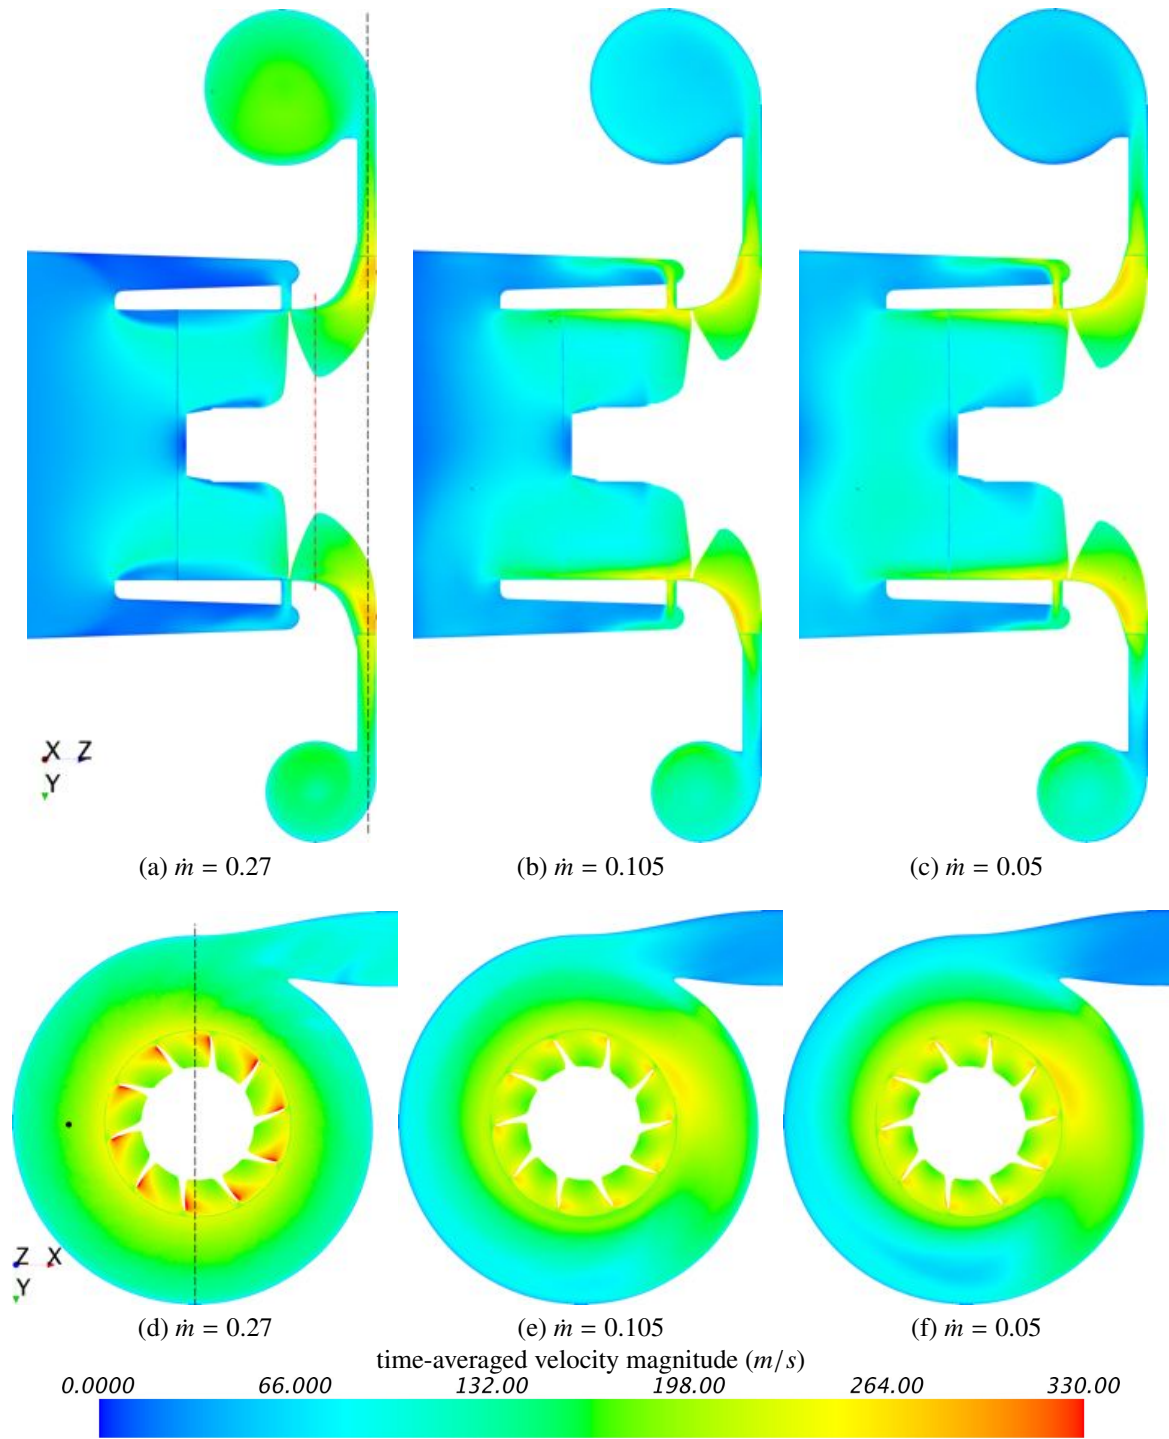 X Z
Y
(a) ṁ = 0.27
(b) ṁ = 0.105
(c) ṁ = 0.05
Z X
Y
(d) ṁ = 0.27
(e) ṁ = 0.105
(f) ṁ = 0.05
time-averaged velocity magnitude (m/s)
0.0000 66.000 132.00 198.00 264.00 330.00